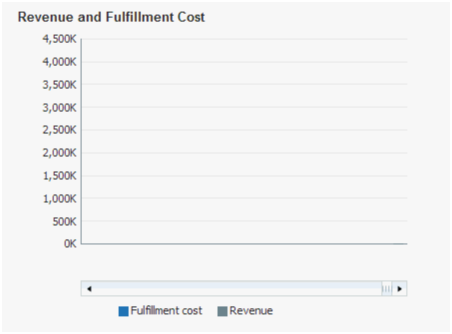 Revenue and Fulfillment Cost
4,500K
4,000K
3,500K
3,000K
2,500K
2,000K
1,500K
1,000K
500K
0K
Fulfillment cost Revenue